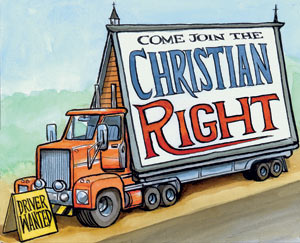 COME JOIN THE
CHRISTIAN
RIGHT
DRIVER
WANTED